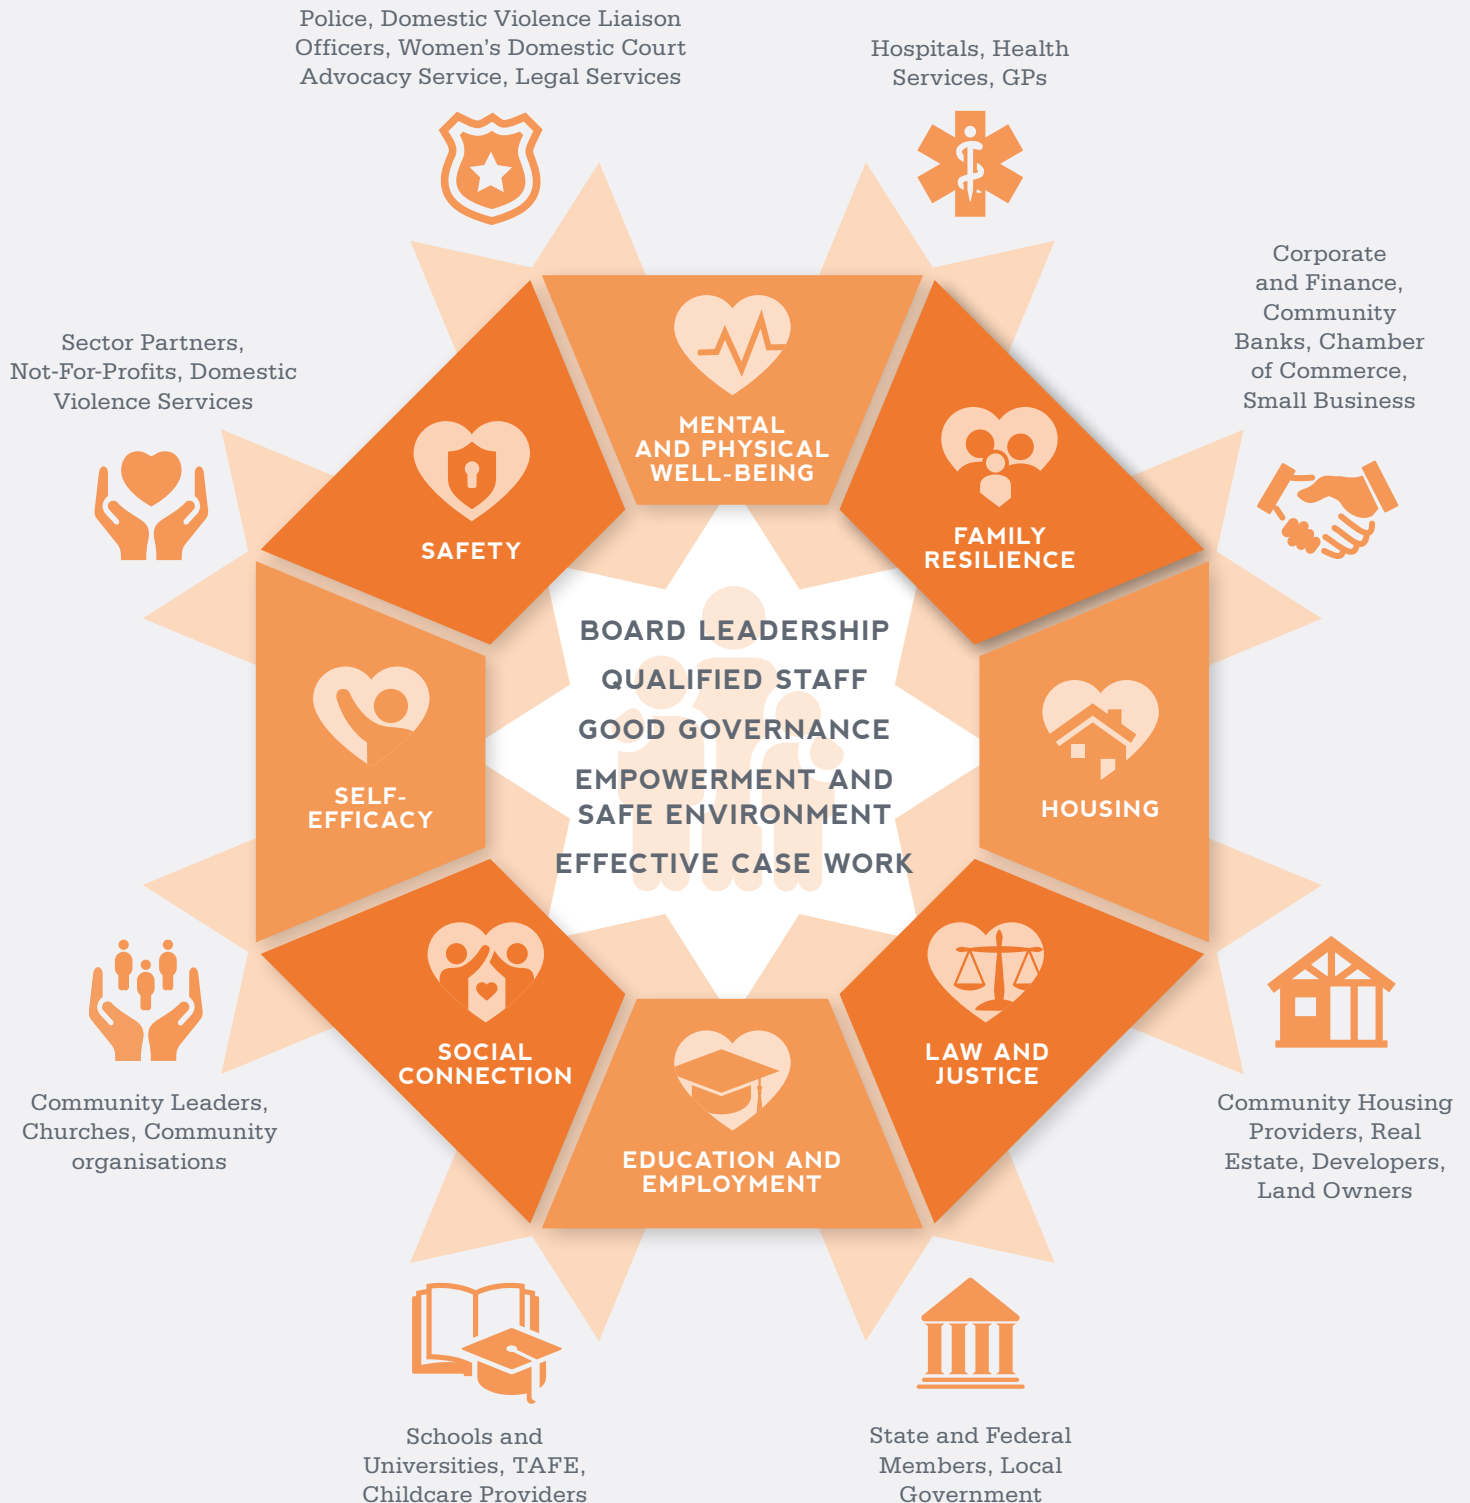 Police, Domestic Violence Liaison
Officers, Women's Domestic Court
Advocacy Service, Legal Services
Hospitals, Health
Services, GPs
Corporate
and Finance,
Community
Banks, Chamber
of Commerce,
Small Business
Sector Partners,
Not-For-Profits, Domestic
Violence Services
MENTAL
AND PHYSICAL
WELL-BEING
SAFETY
FAMILY
RESILIENCE
BOARD LEADERSHIP
QUALIFIED STAFF
GOOD GOVERNANCE
EMPOWERMENT AND
SAFE ENVIRONMENT
EFFECTIVE CASE WORK
SELF-
EFFICACY
HOUSING
SOCIAL
CONNECTION
LAW AND
JUSTICE
EDUCATION AND
EMPLOYMENT
Community Leaders,
Churches, Community
organisations
Community Housing
Providers, Real
Estate, Developers,
Land Owners
Schools and
Universities, TAFE,
Childcare Providers
State and Federal
Members, Local
Government